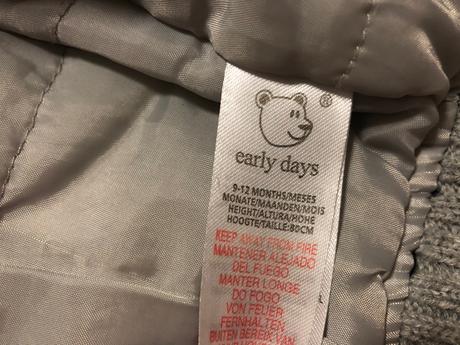 ®
early days
9-12 MONTHS/MESES
MONATE/MAANDEN/MOIS
HEIGHT/ALTURA/HÖHE
HOOGTE/TAILLE:80CM
KEEP AWAY FROM FIRE
MANTENER ALEJADO
DEL FUEGO
MANTER LONGE
DO FOGO
VON FEUER
FERNHALTEN
BUITEN BEREIK VAN